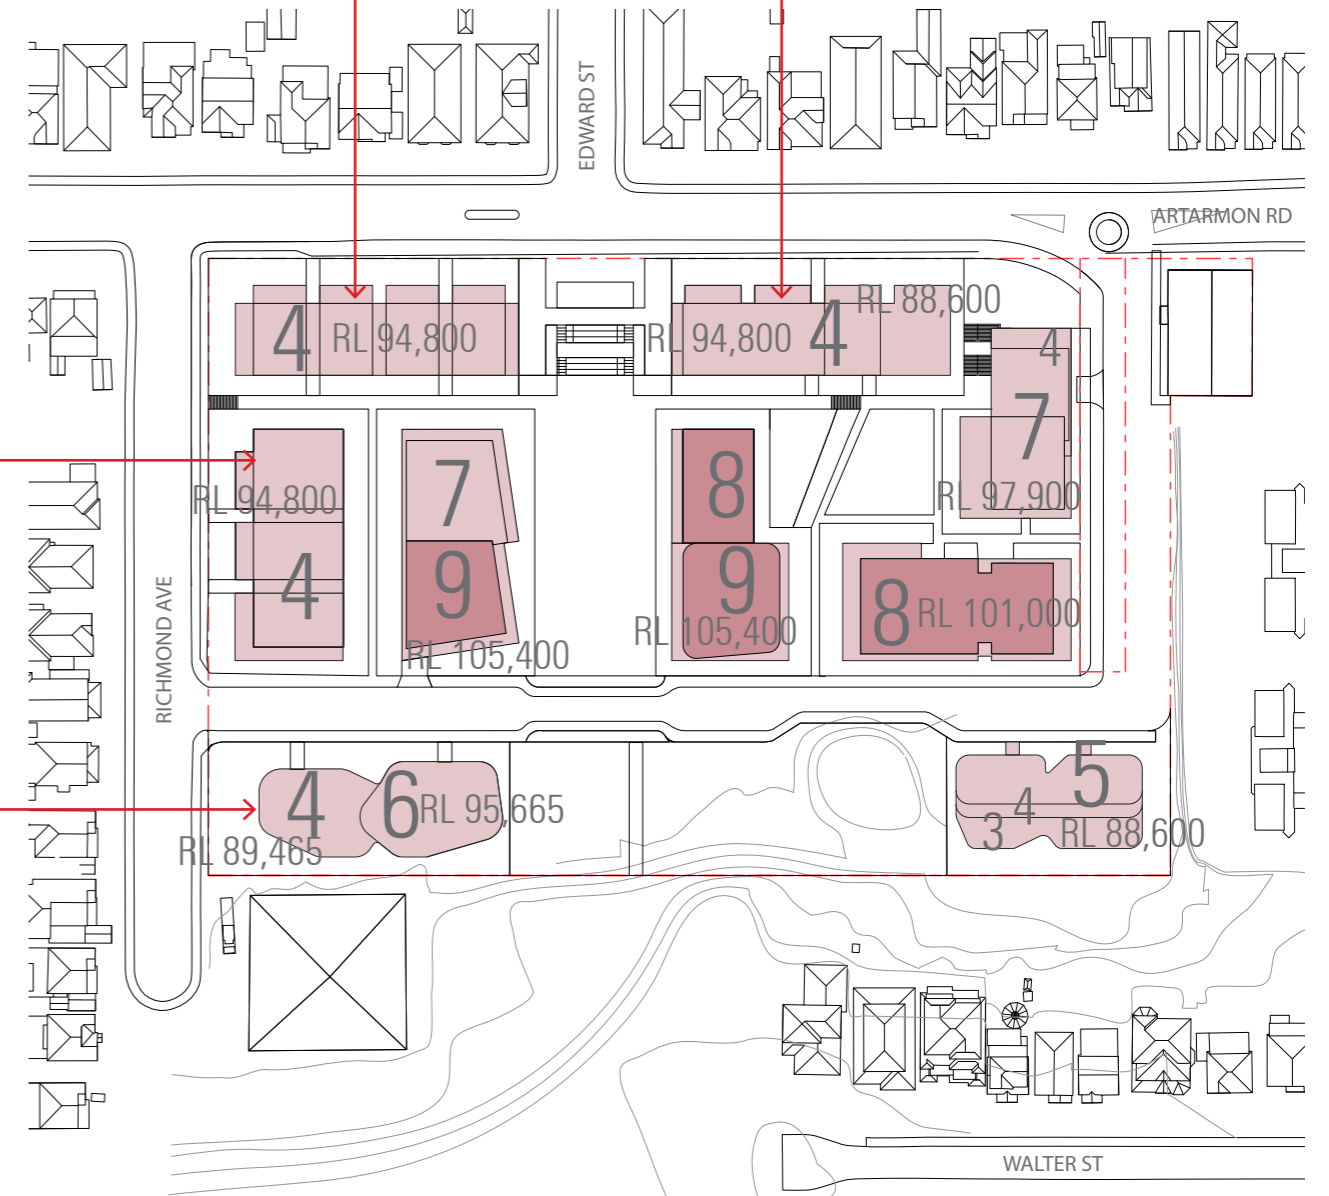 EDWARD ST
ARTARMON RD
4 RL 94,800
RL 94,800 4 RL 88,600
4
7
RL 97,900
RL 94,800
4
7
9
RL 105,400
8
9
RL 105,400
8 RL 101,000
RICHMOND AVE
4 6 RL 95,665
RL 89,465
5
4
3 RL 88,600
WALTER ST